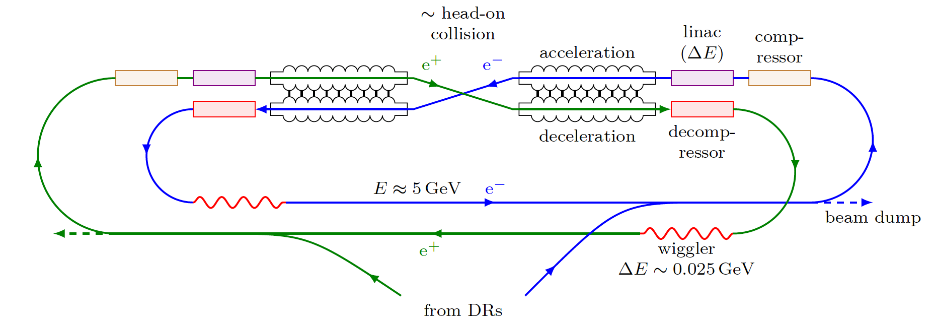 ∼ head-on
collision
linac
(ΔE)
comp-
ressor
acceleration
e⁺
e⁻
deceleration
decomp-
ressor
E ≈ 5 GeV
e⁻
beam dump
e⁺
wiggler
ΔE ∼ 0.025 GeV
from DRs